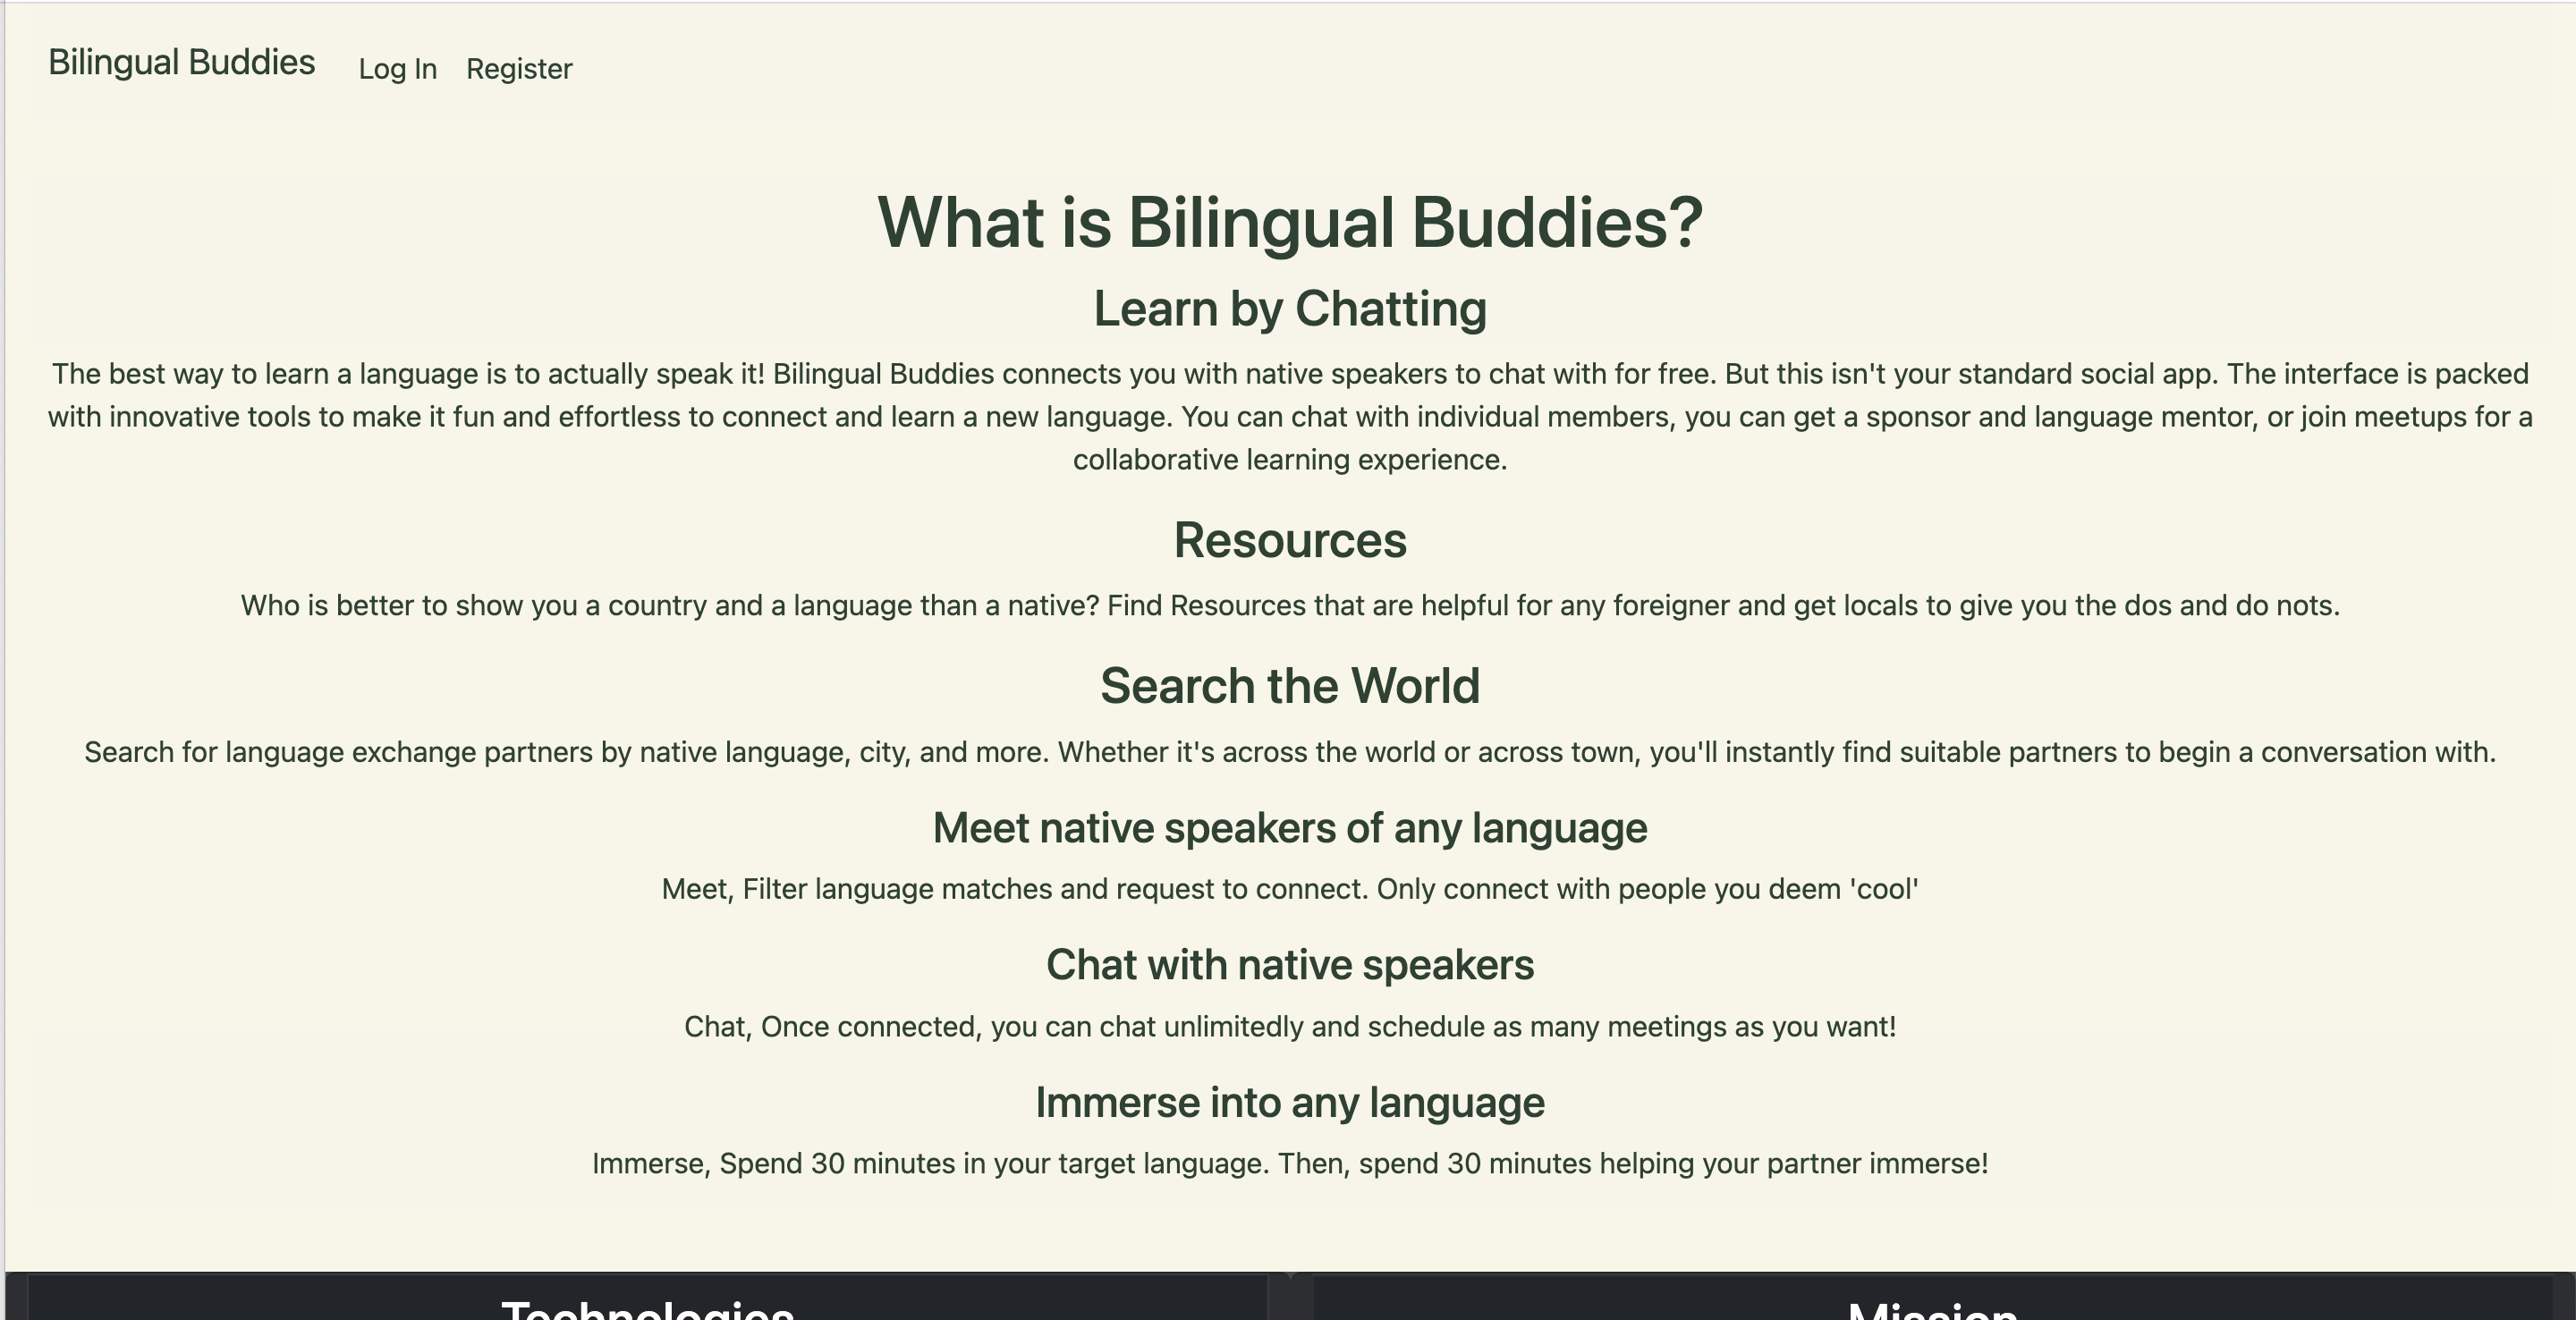 Bilingual Buddies Log In Register
What is Bilingual Buddies?
Learn by Chatting
The best way to learn a language is to actually speak it! Bilingual Buddies connects you with native speakers to chat with for free. But this isn't your standard social app. The interface is packed
with innovative tools to make it fun and effortless to connect and learn a new language. You can chat with individual members, you can get a sponsor and language mentor, or join meetups for a
collaborative learning experience.
Resources
Who is better to show you a country and a language than a native? Find Resources that are helpful for any foreigner and get locals to give you the dos and do nots.
Search the World
Search for language exchange partners by native language, city, and more. Whether it's across the world or across town, you'll instantly find suitable partners to begin a conversation with.
Meet native speakers of any language
Meet, Filter language matches and request to connect. Only connect with people you deem 'cool'
Chat with native speakers
Chat, Once connected, you can chat unlimitedly and schedule as many meetings as you want!
Immerse into any language
Immerse, Spend 30 minutes in your target language. Then, spend 30 minutes helping your partner immerse!
Technologies Mission